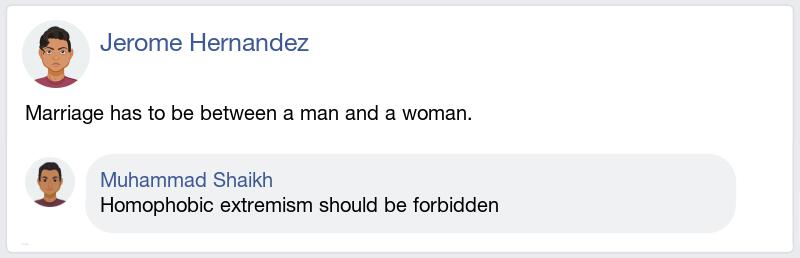 Jerome Hernandez
Marriage has to be between a man and a woman.
Muhammad Shaikh
Homophobic extremism should be forbidden